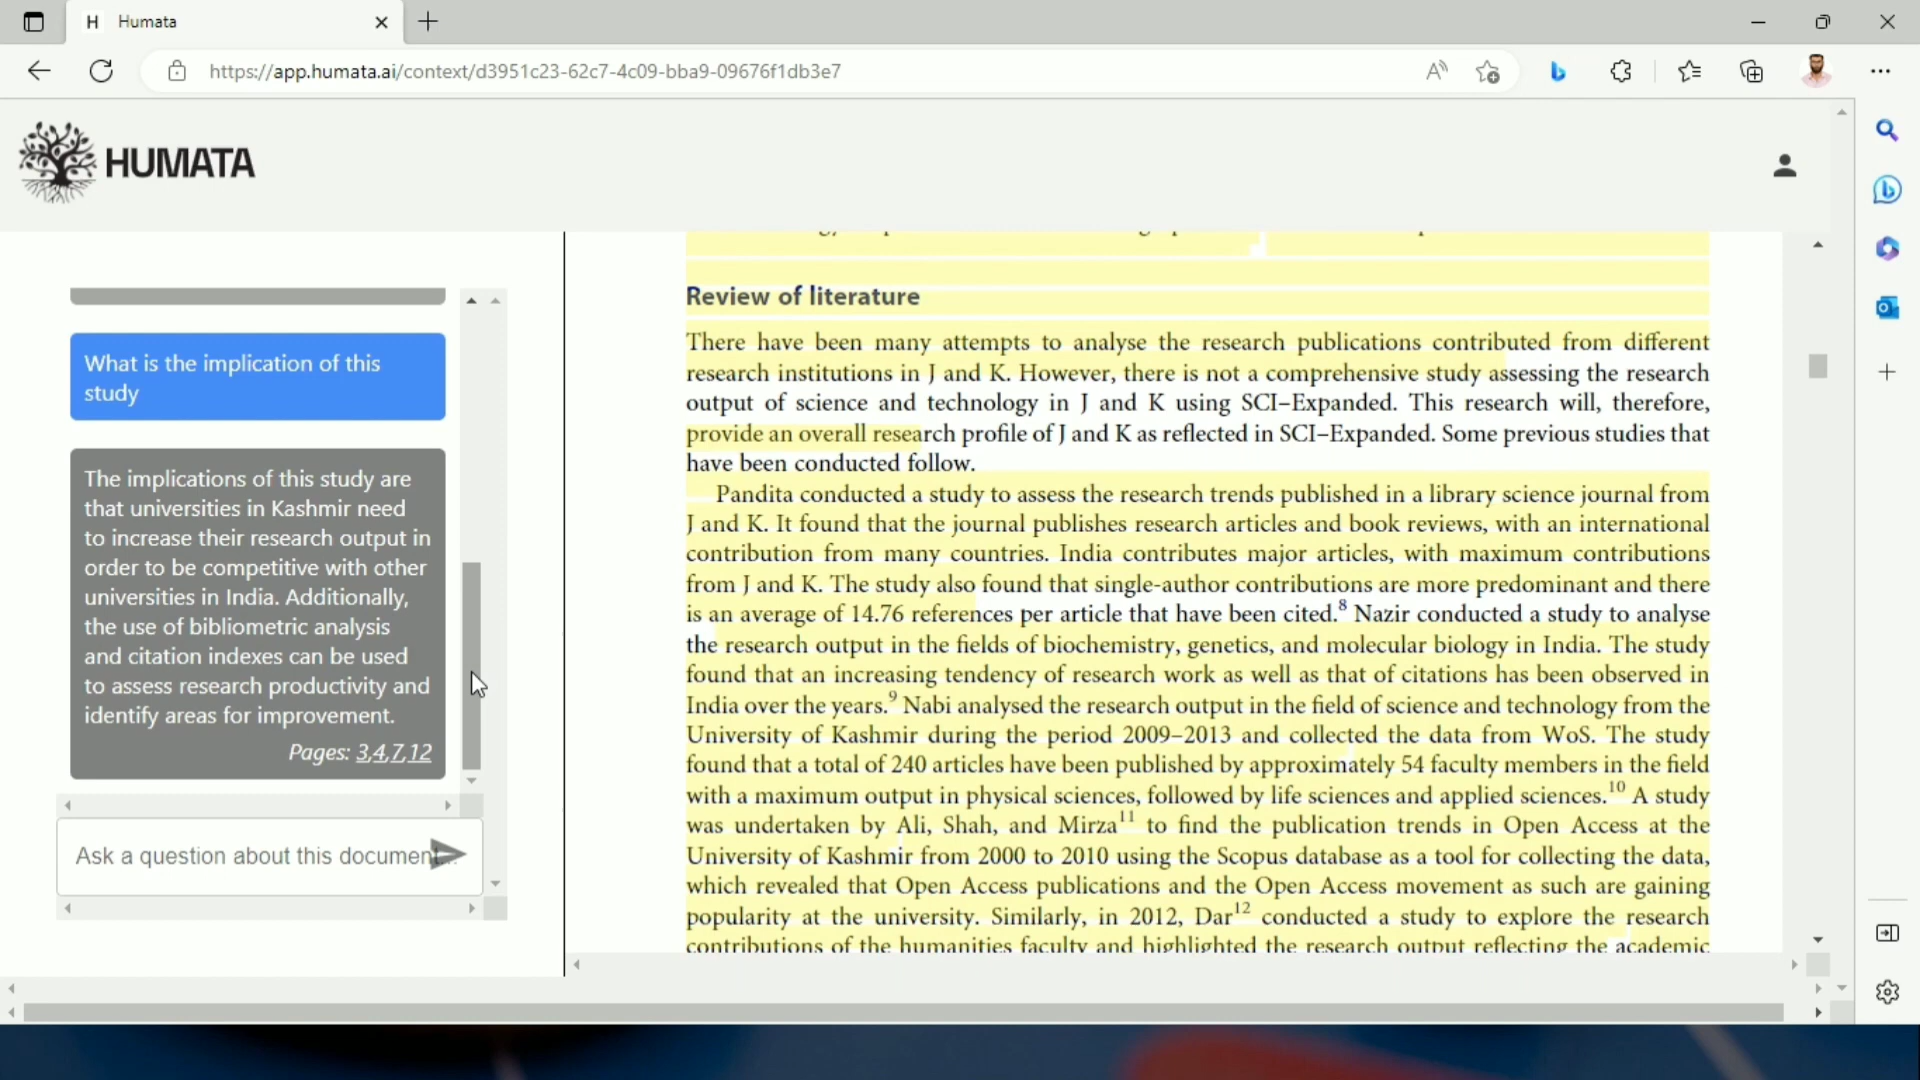 H Humata
https://app.humata.ai/context/d3951c23-62c7-4c09-bba9-09676f1db3e7
HUMATA
What is the implication of this
study
The implications of this study are
that universities in Kashmir need
to increase their research output in
order to be competitive with other
universities in India. Additionally,
the use of bibliometric analysis
and citation indexes can be used
to assess research productivity and
identify areas for improvement.
Pages: 3,4,7,12
Ask a question about this documen
Review of literature
There have been many attempts to analyse the research publications contributed from different
research institutions in J and K. However, there is not a comprehensive study assessing the research
output of science and technology in J and K using SCI–Expanded. This research will, therefore,
provide an overall research profile of J and K as reflected in SCI–Expanded. Some previous studies that
have been conducted follow.
Pandita conducted a study to assess the research trends published in a library science journal from
J and K. It found that the journal publishes research articles and book reviews, with an international
contribution from many countries. India contributes major articles, with maximum contributions
from J and K. The study also found that single-author contributions are more predominant and there
is an average of 14.76 references per article that have been cited.8 Nazir conducted a study to analyse
the research output in the fields of biochemistry, genetics, and molecular biology in India. The study
found that an increasing tendency of research work as well as that of citations has been observed in
India over the years.9 Nabi analysed the research output in the field of science and technology from the
University of Kashmir during the period 2009–2013 and collected the data from WoS. The study
found that a total of 240 articles have been published by approximately 54 faculty members in the field
with a maximum output in physical sciences, followed by life sciences and applied sciences.10 A study
was undertaken by Ali, Shah, and Mirza11 to find the publication trends in Open Access at the
University of Kashmir from 2000 to 2010 using the Scopus database as a tool for collecting the data,
which revealed that Open Access publications and the Open Access movement as such are gaining
popularity at the university. Similarly, in 2012, Dar12 conducted a study to explore the research
contributions of the humanities faculty and highlighted the research output reflecting the academic